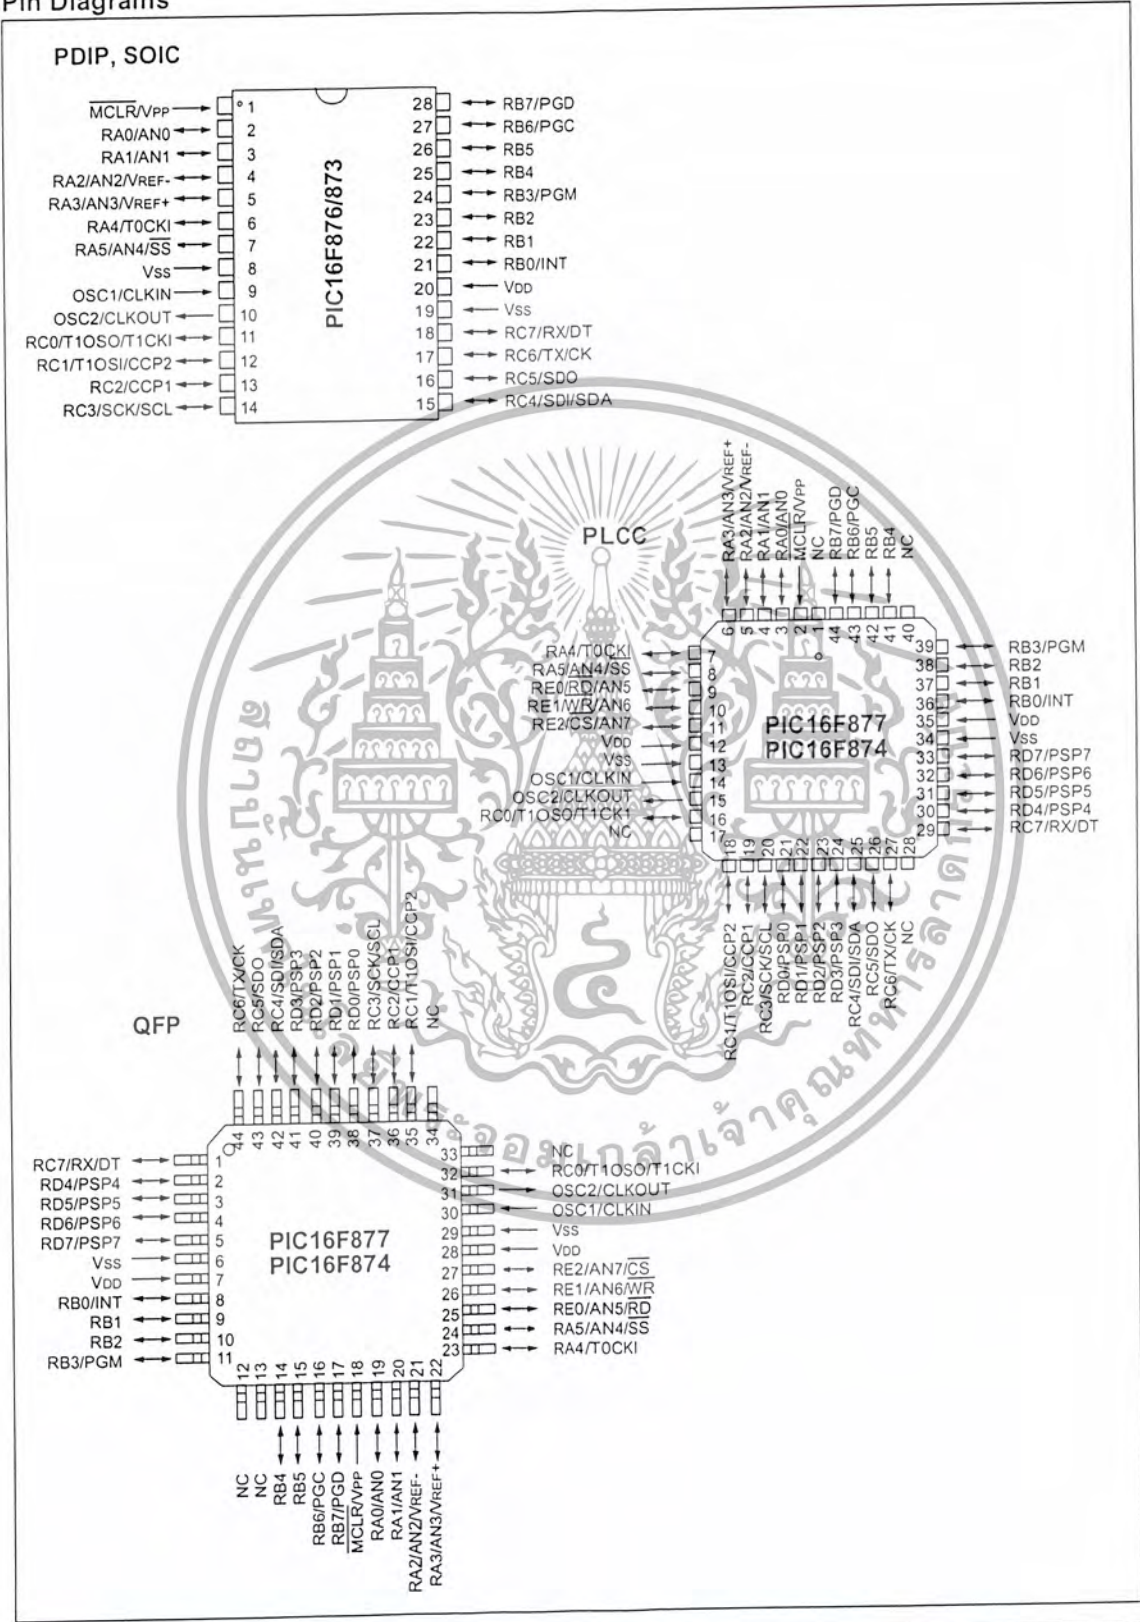 Pin Diagrams
PDIP, SOIC
MCLR/VPP
RA0/AN0
RA1/AN1
RA2/AN2/VREF-
RA3/AN3/VREF+
RA4/T0CKI
RA5/AN4/SS
VSS
OSC1/CLKIN
OSC2/CLKOUT
RC0/T1OSO/T1CKI
RC1/T1OSI/CCP2
RC2/CCP1
RC3/SCK/SCL
1
2
3
4
5
6
7
8
9
10
11
12
13
14
PIC16F876/873
28
27
26
25
24
23
22
21
20
19
18
17
16
15
RB7/PGD
RB6/PGC
RB5
RB4
RB3/PGM
RB2
RB1
RB0/INT
VDD
VSS
RC7/RX/DT
RC6/TX/CK
RC5/SDO
RC4/SDI/SDA
PLCC
RA3/AN3/VREF+
RA2/AN2/VREF-
RA1/AN1
RA0/AN0
MCLR/VPP
NC
RB7/PGD
RB6/PGC
RB5
RB4
NC
6
5
4
3
2
1
44
43
42
41
40
RA4/T0CKI
RA5/AN4/SS
RE0/RD/AN5
RE1/WR/AN6
RE2/CS/AN7
VDD
VSS
OSC1/CLKIN
OSC2/CLKOUT
RC0/T1OSO/T1CK1
NC
7
8
9
10
11
12
13
14
15
16
17
PIC16F877
PIC16F874
39
38
37
36
35
34
33
32
31
30
29
RB3/PGM
RB2
RB1
RB0/INT
VDD
VSS
RD7/PSP7
RD6/PSP6
RD5/PSP5
RD4/PSP4
RC7/RX/DT
18
19
20
21
22
23
24
25
26
27
28
RC1/T1OSI/CCP2
RC2/CCP1
RC3/SCK/SCL
RD0/PSP0
RD1/PSP1
RD2/PSP2
RD3/PSP3
RC4/SDI/SDA
RC5/SDO
RC6/TX/CK
NC
QFP
RC6/TX/CK
RC5/SDO
RC4/SDI/SDA
RD3/PSP3
RD2/PSP2
RD1/PSP1
RD0/PSP0
RC3/SCK/SCL
RC2/CCP1
RC1/T1OSI/CCP2
NC
44
43
42
41
40
39
38
37
36
35
34
RC7/RX/DT
RD4/PSP4
RD5/PSP5
RD6/PSP6
RD7/PSP7
VSS
VDD
RB0/INT
RB1
RB2
RB3/PGM
1
2
3
4
5
6
7
8
9
10
11
PIC16F877
PIC16F874
33
32
31
30
29
28
27
26
25
24
23
NC
RC0/T1OSO/T1CKI
OSC2/CLKOUT
OSC1/CLKIN
VSS
VDD
RE2/AN7/CS
RE1/AN6/WR
RE0/AN5/RD
RA5/AN4/SS
RA4/T0CKI
12
13
14
15
16
17
18
19
20
21
22
NC
NC
RB4
RB5
RB6/PGC
RB7/PGD
MCLR/VPP
RA0/AN0
RA1/AN1
RA2/AN2/VREF-
RA3/AN3/VREF+